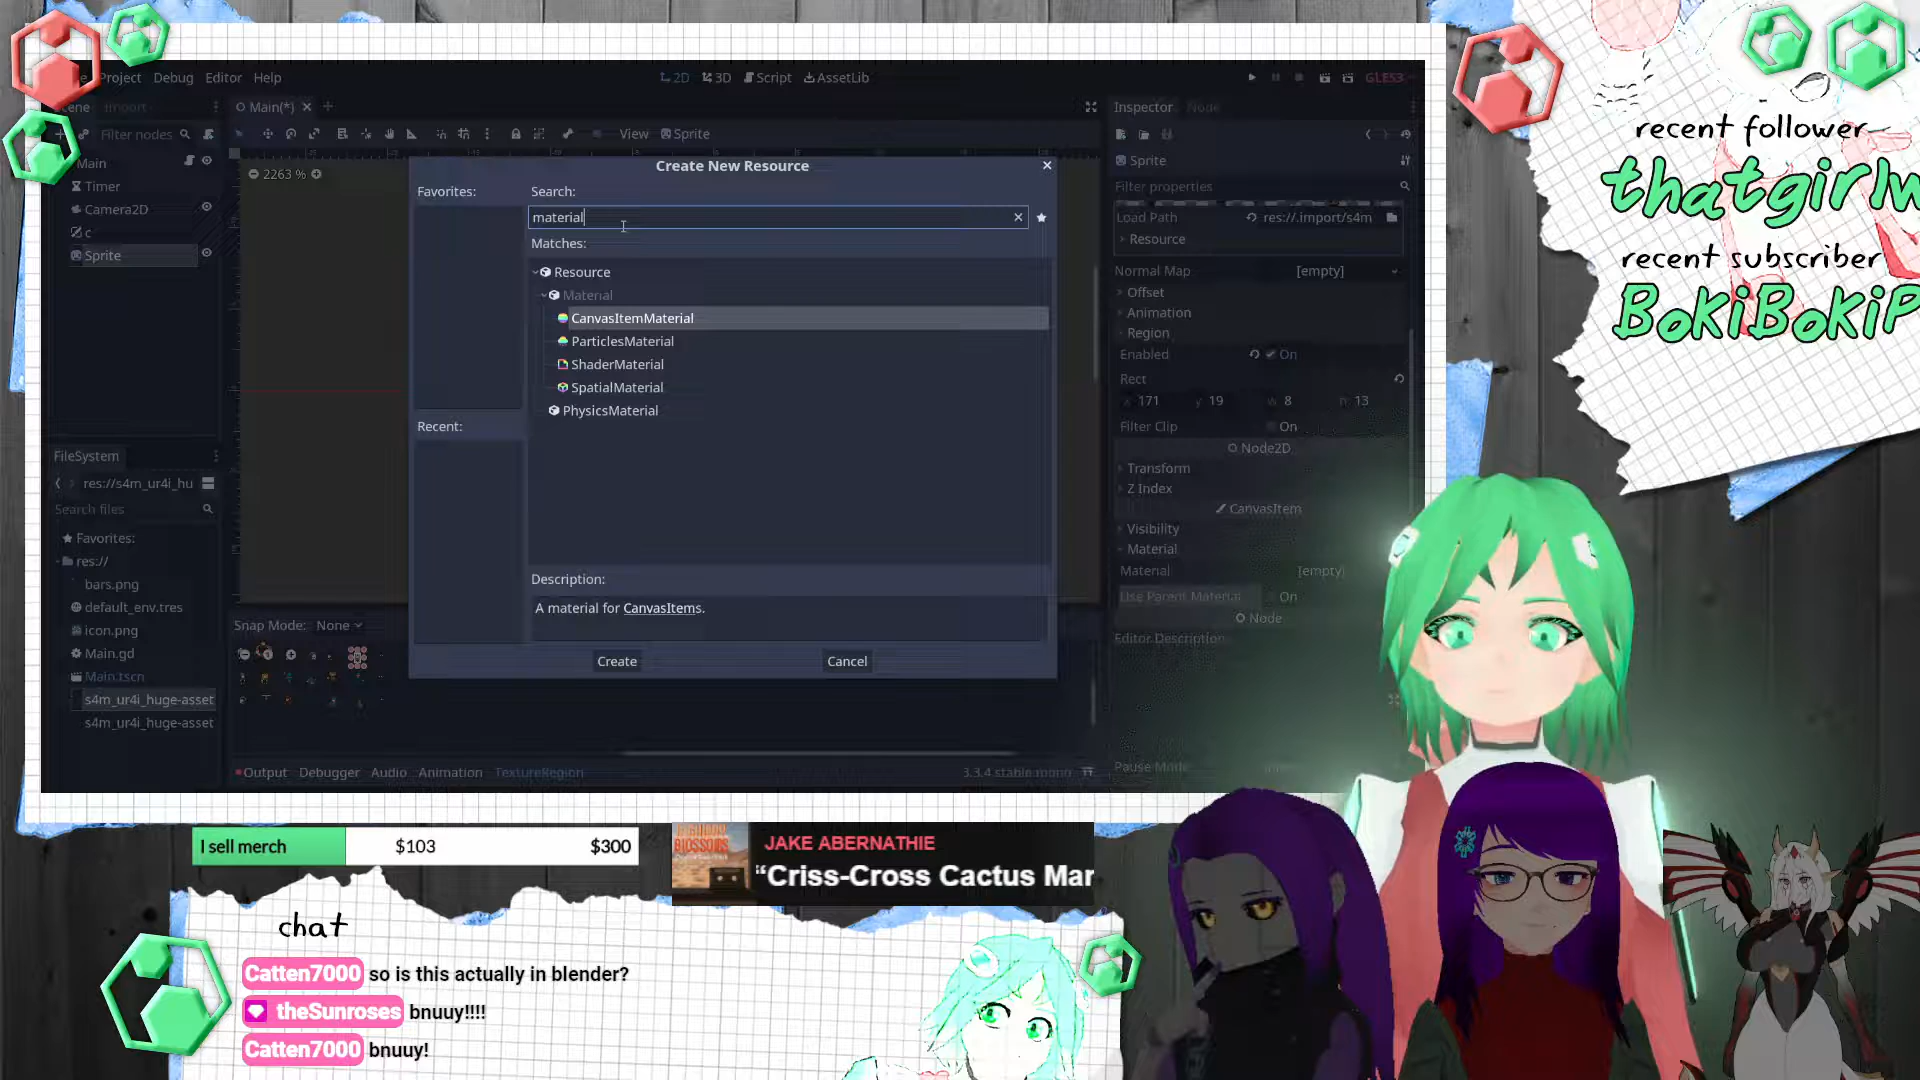 Project Debug Editor Help
2D 3D Script AssetLib
GLES3
Scene Import
Main(*)
Inspector Node
Filter nodes
View Sprite
Main
Timer
Camera2D
c
Sprite
2263 %
Create New Resource
Favorites:
Search:
material
Matches:
Resource
Material
CanvasItemMaterial
ParticlesMaterial
ShaderMaterial
SpatialMaterial
PhysicsMaterial
Recent:
Description:
A material for CanvasItems.
Create Cancel
Sprite
Filter properties
Load Path res://.import/s4m
Resource
Normal Map [empty]
Offset
Animation
Region
Enabled On
Rect
x 171 y 19 w 8 h 13
Filter Clip On
Node2D
Transform
Z Index
CanvasItem
Visibility
Material
Material [empty]
Use Parent Material On
Node
Editor Description
Pause Mode
FileSystem
res://s4m_ur4i_hu
Search files
Favorites:
res://
bars.png
default_env.tres
icon.png
Main.gd
Main.tscn
s4m_ur4i_huge-asset
s4m_ur4i_huge-asset
Snap Mode: None
Output Debugger Audio Animation TextureRegion
3.3.4.stable.mono
recent follower
thatgirlw
recent subscriber
BokiBokiP
I sell merch $103 $300
JAKE ABERNATHIE
“Criss-Cross Cactus Mar
chat
Catten7000 so is this actually in blender?
theSunroses bnuuy!!!!
Catten7000 bnuuy!